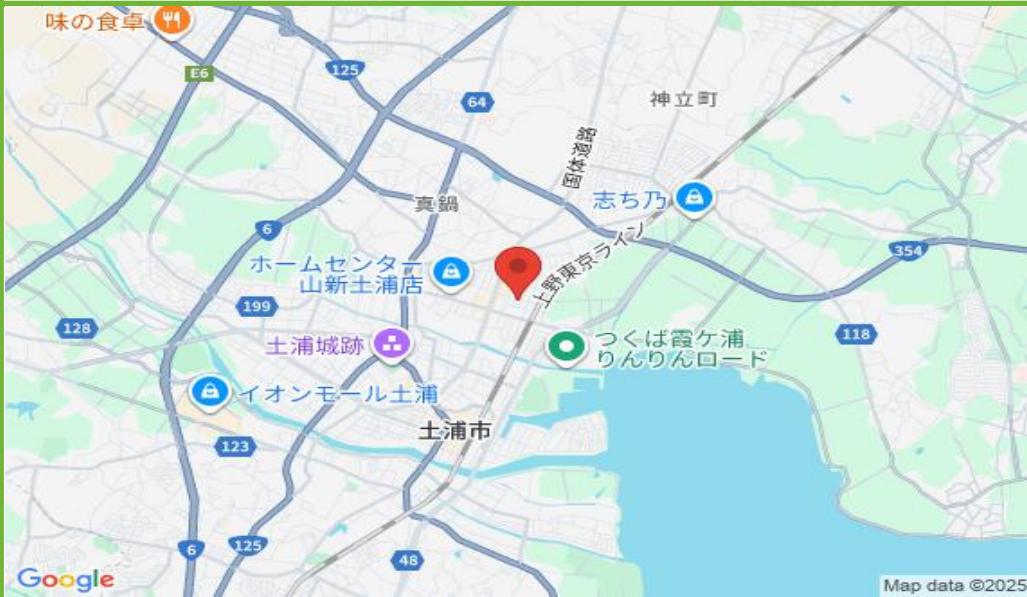 味の食卓
E6
125
64
神立町
国体道路
志ち乃
真鍋
6
上野東京ライン
354
ホームセンター
山新土浦店
199
128
118
土浦城跡
つくば霞ケ浦
りんりんロード
イオンモール土浦
土浦市
123
6
125
48
Google
Map data ©2025